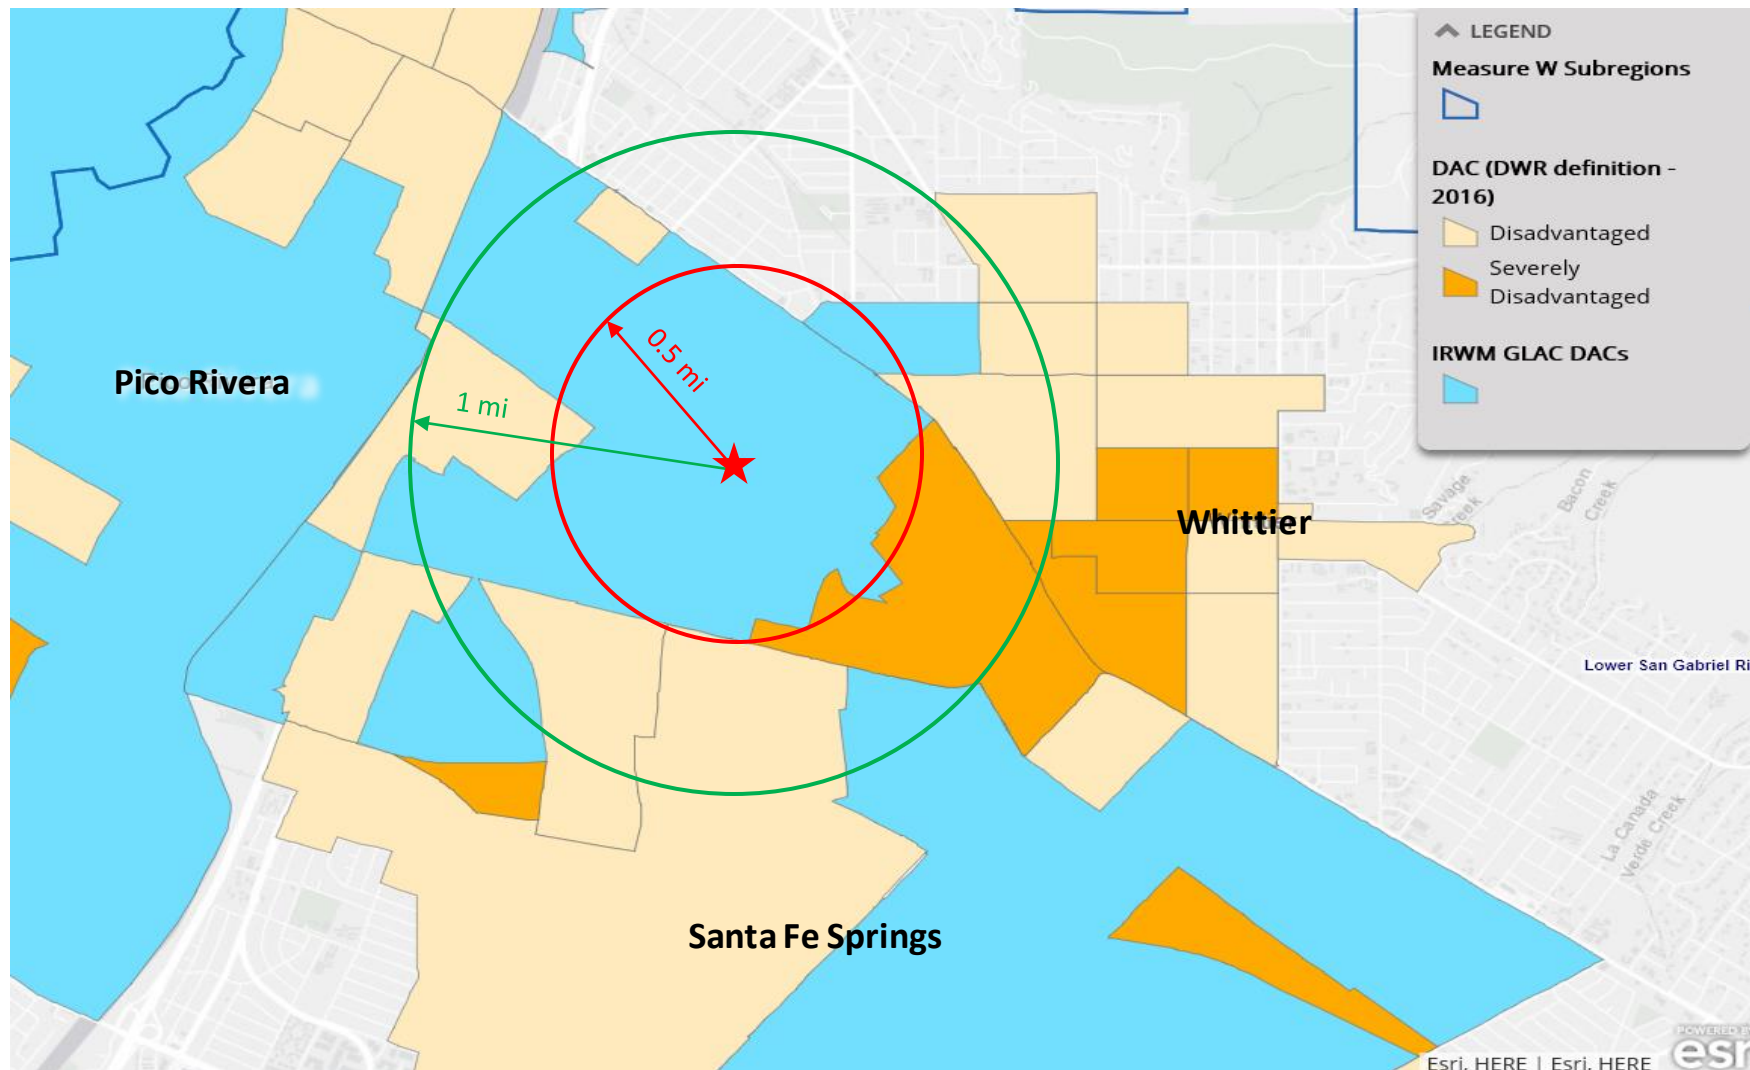 LEGEND
Measure W Subregions
DAC (DWR definition -
2016)
Disadvantaged
Severely
Disadvantaged
IRWM GLAC DACs
0.5 mi
1 mi
Pico Rivera
Whittier
Savage
Creek
Bacon
Creek
Lower San Gabriel Ri
La Canada
Verde Creek
Santa Fe Springs
POWERED BY
esri
Esri, HERE | Esri, HERE